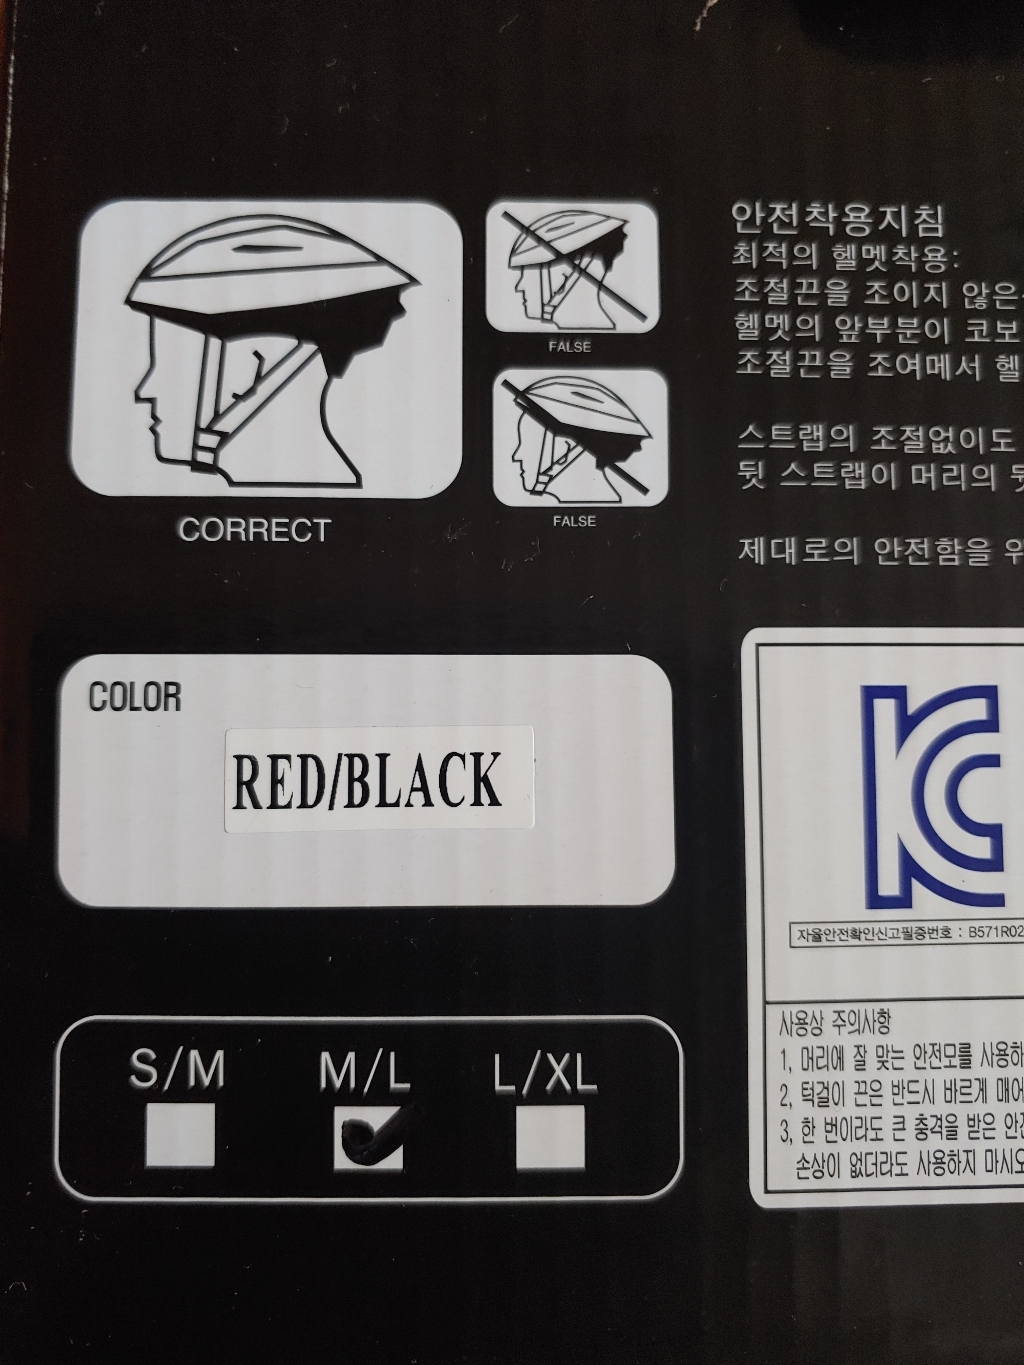 CORRECT
FALSE
FALSE
안전착용지침
최적의 헬멧착용:
조절끈을 조이지 않은
헬멧의 앞부분이 코보
조절끈을 조여메서 헬
스트랩의 조절없이도
뒷 스트랩이 머리의
제대로의 안전함을
COLOR
RED/BLACK
S/M M/L L/XL
KC
자율안전확인신고필증번호 : B571R02
사용상 주의사항
1, 머리에 잘 맞는 안전모를 사용하
2, 턱걸이 끈은 반드시 바르게 매어
3, 한 번이라도 큰 충격을 받은 안전
손상이 없더라도 사용하지 마시오